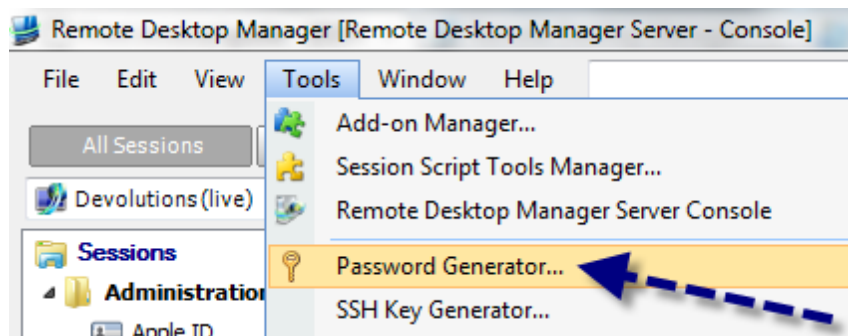 Remote Desktop Manager [Remote Desktop Manager Server - Console]
File Edit View Tools Window Help
All Sessions
Add-on Manager...
Session Script Tools Manager...
Devolutions (live)
Remote Desktop Manager Server Console
Sessions
Password Generator...
Administration
SSH Key Generator...
Apple ID